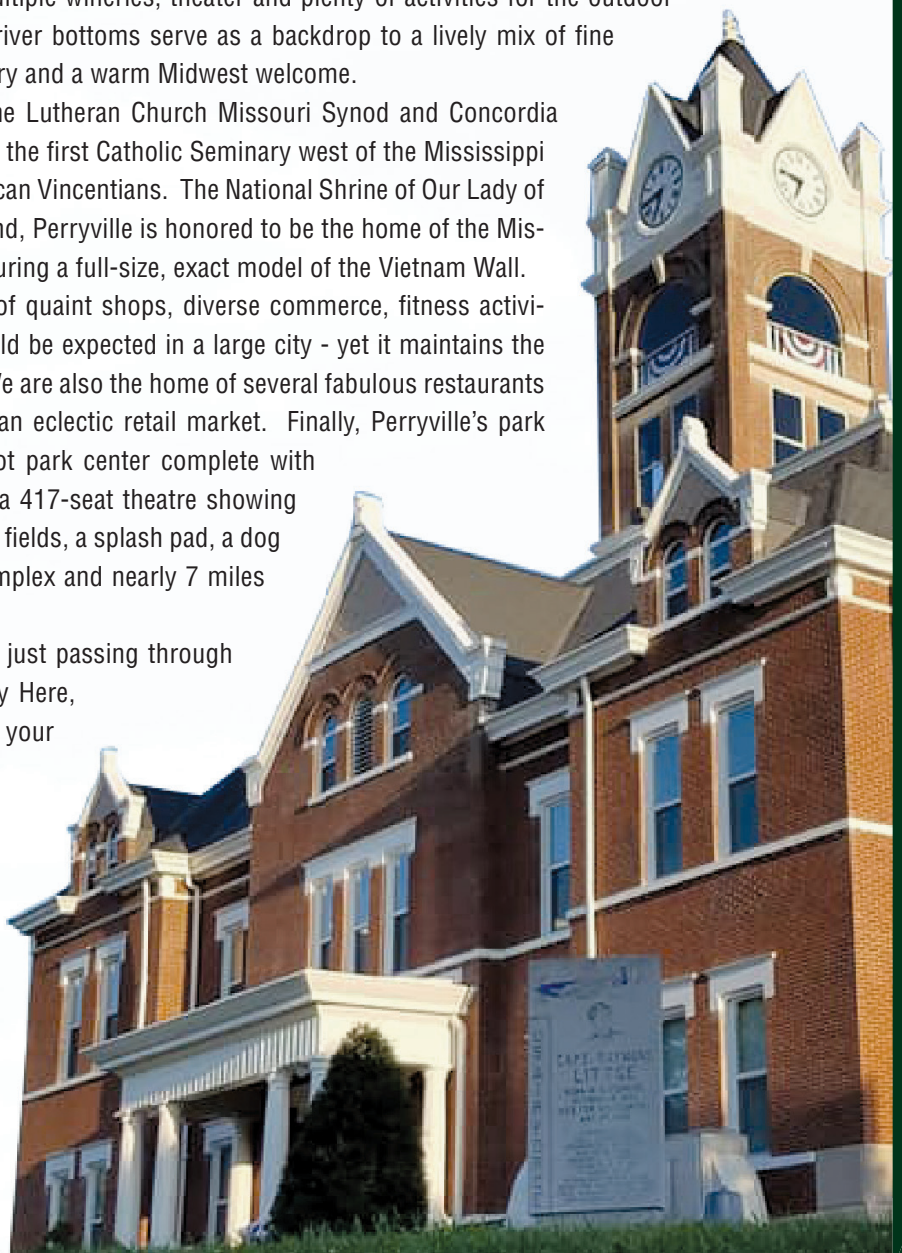 multiple wineries, theater and plenty of activities for the outdoor
river bottoms serve as a backdrop to a lively mix of fine
ry and a warm Midwest welcome.
he Lutheran Church Missouri Synod and Concordia
the first Catholic Seminary west of the Mississippi
ican Vincentians. The National Shrine of Our Lady of
nd, Perryville is honored to be the home of the Mis-
uring a full-size, exact model of the Vietnam Wall.
of quaint shops, diverse commerce, fitness activi-
ld be expected in a large city - yet it maintains the
We are also the home of several fabulous restaurants
an eclectic retail market. Finally, Perryville's park
ot park center complete with
a 417-seat theatre showing
fields, a splash pad, a dog
mplex and nearly 7 miles
just passing through
y Here,
your
CAPT.
LITTGE